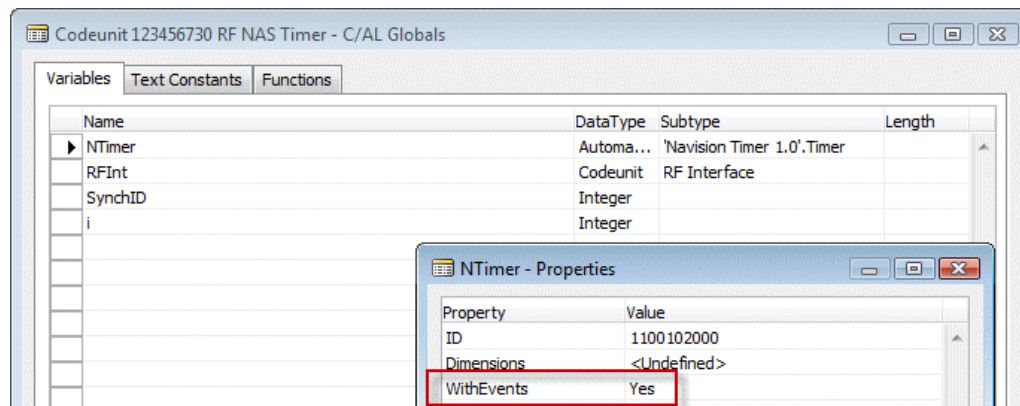 Codeunit 123456730 RF NAS Timer - C/AL Globals
Variables Text Constants Functions
Name DataType Subtype Length
NTimer Automa... 'Navision Timer 1.0'.Timer
RFInt Codeunit RF Interface
SynchID Integer
i Integer
NTimer - Properties
Property Value
ID 1100102000
Dimensions <Undefined>
WithEvents Yes